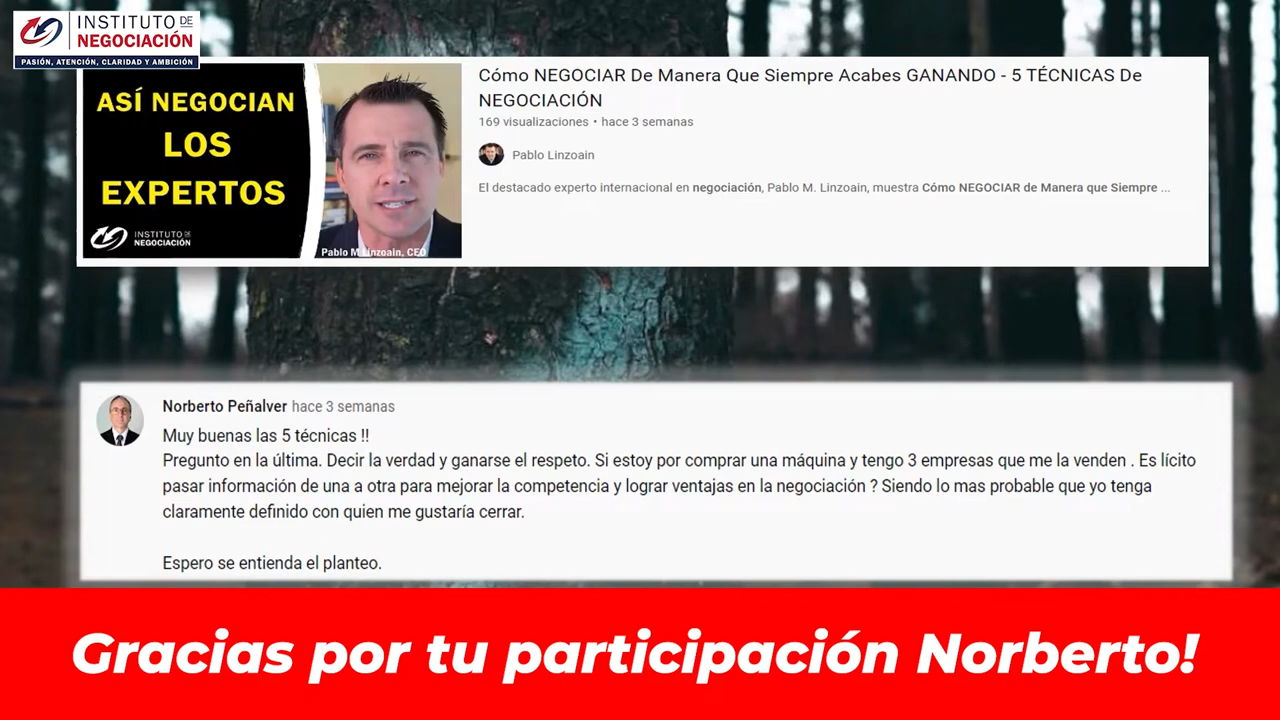 INSTITUTO DE
NEGOCIACIÓN
PASIÓN, ATENCIÓN, CLARIDAD Y AMBICIÓN
ASÍ NEGOCIAN
LOS
EXPERTOS
INSTITUTO DE
NEGOCIACIÓN
Pablo M Linzoain, CEO
Cómo NEGOCIAR De Manera Que Siempre Acabes GANANDO - 5 TÉCNICAS De
NEGOCIACIÓN
169 visualizaciones • hace 3 semanas
Pablo Linzoain
El destacado experto internacional en negociación, Pablo M. Linzoain, muestra Cómo NEGOCIAR de Manera que Siempre ...
Norberto Peñalver hace 3 semanas
Muy buenas las 5 técnicas !!
Pregunto en la última. Decir la verdad y ganarse el respeto. Si estoy por comprar una máquina y tengo 3 empresas que me la venden . Es lícito
pasar información de una a otra para mejorar la competencia y lograr ventajas en la negociación ? Siendo lo mas probable que yo tenga
claramente definido con quien me gustaría cerrar.
Espero se entienda el planteo.
Gracias por tu participación Norberto!